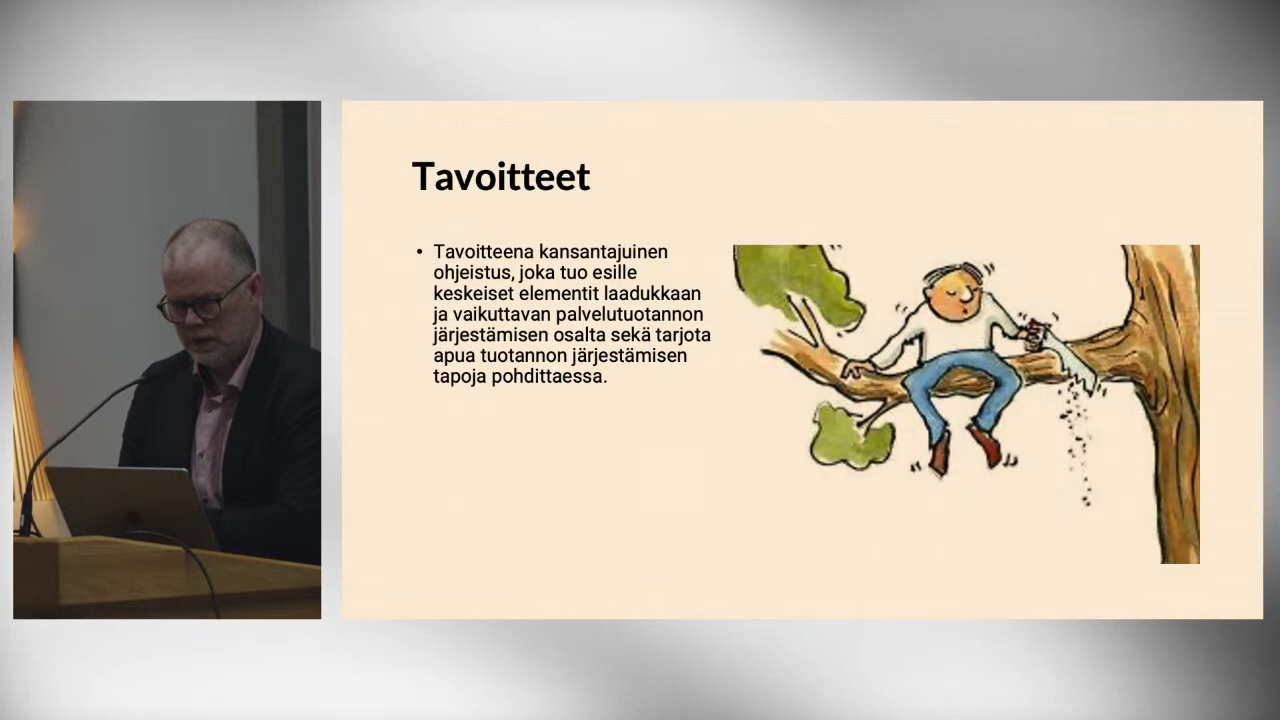 Tavoitteet
• Tavoitteena kansantajuinen
ohjeistus, joka tuo esille
keskeiset elementit laadukkaan
ja vaikuttavan palvelutuotannon
järjestämisen osalta sekä tarjota
apua tuotannon järjestämisen
tapoja pohdittaessa.